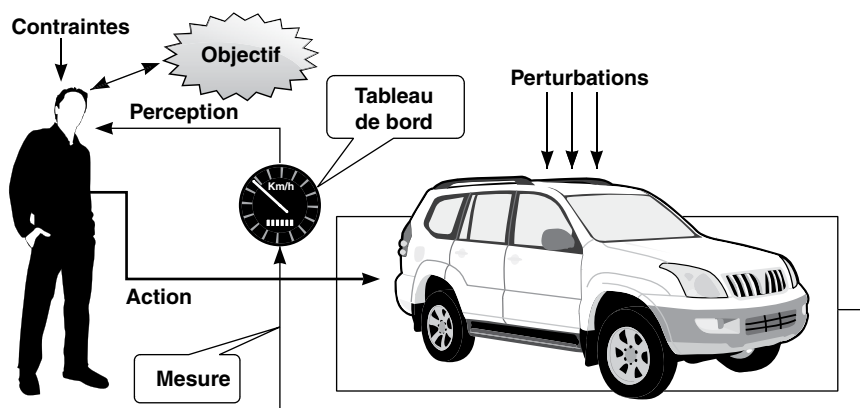 Contraintes
Objectif
Perception
Tableau
de bord
Perturbations
Km/h
Action
Mesure